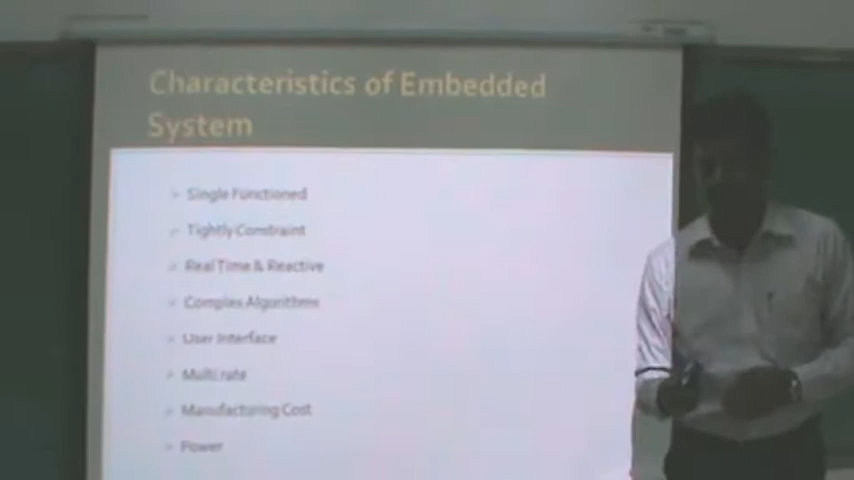 Characteristics of Embedded
System
Single Functioned
Tightly Constraint
Real Time & Reactive
Complex Algorithms
User Interface
Multi rate
Manufacturing Cost
Power